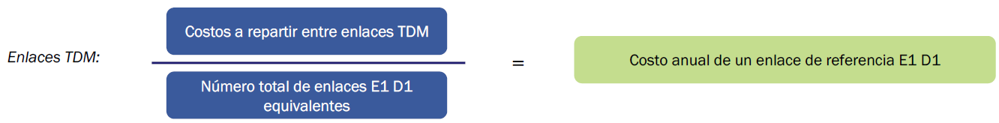 Costos a repartir entre enlaces TDM
Enlaces TDM:
=
Costo anual de un enlace de referencia E1 D1
Número total de enlaces E1 D1
equivalentes